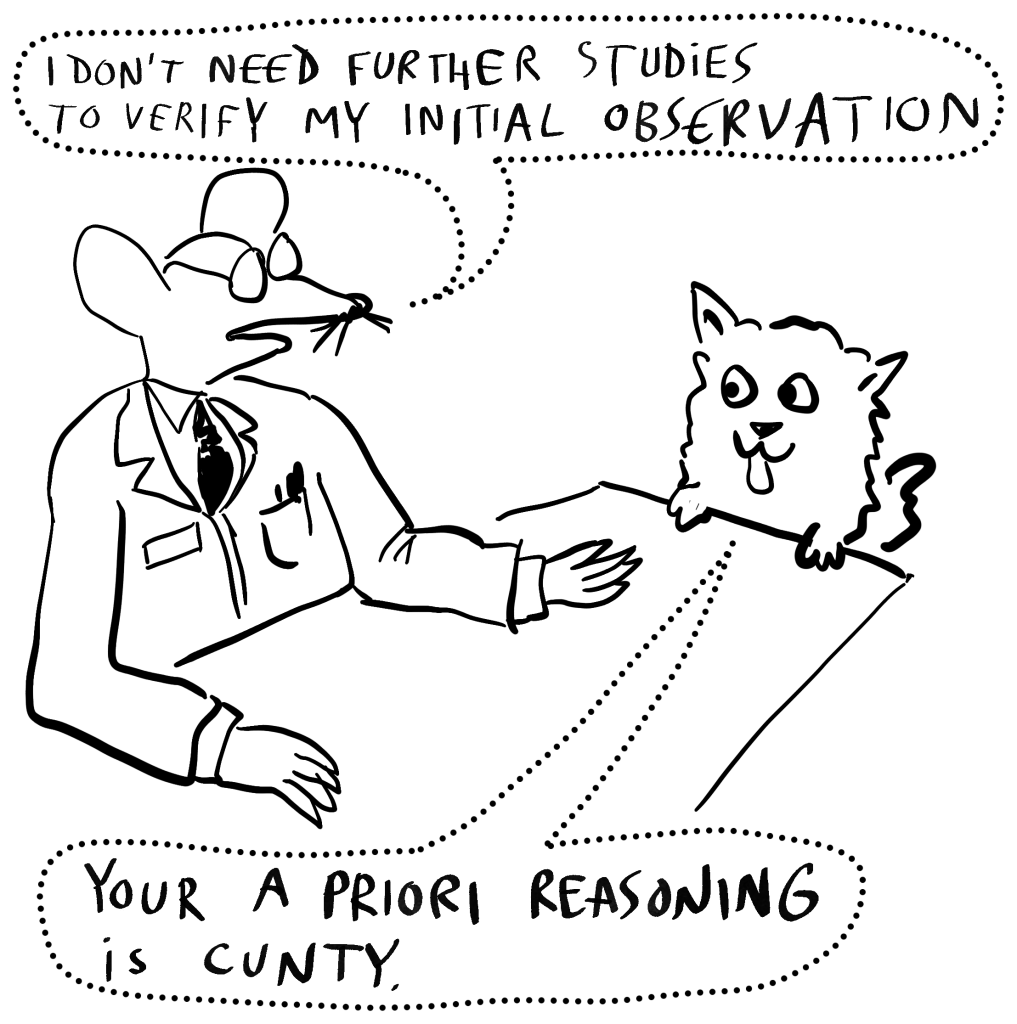 I DON'T NEED FURTHER STUDIES
TO VERIFY MY INITIAL OBSERVATION
YOUR A PRIORI REASONING
is CUNTY.